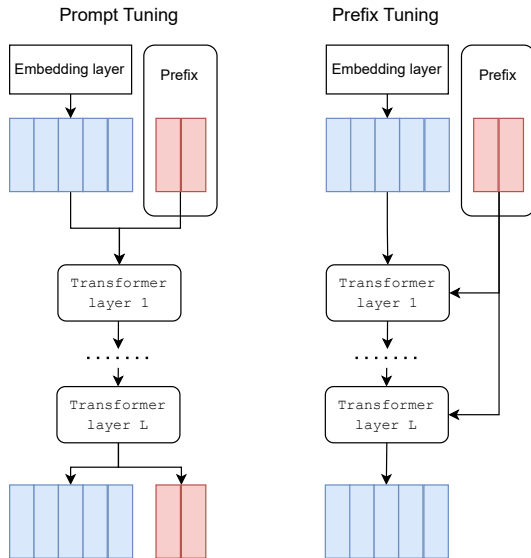 Prompt Tuning
Embedding layer
Prefix
Transformer
layer 1
.......
Transformer
layer L
Prefix Tuning
Embedding layer
Prefix
Transformer
layer 1
.......
Transformer
layer L